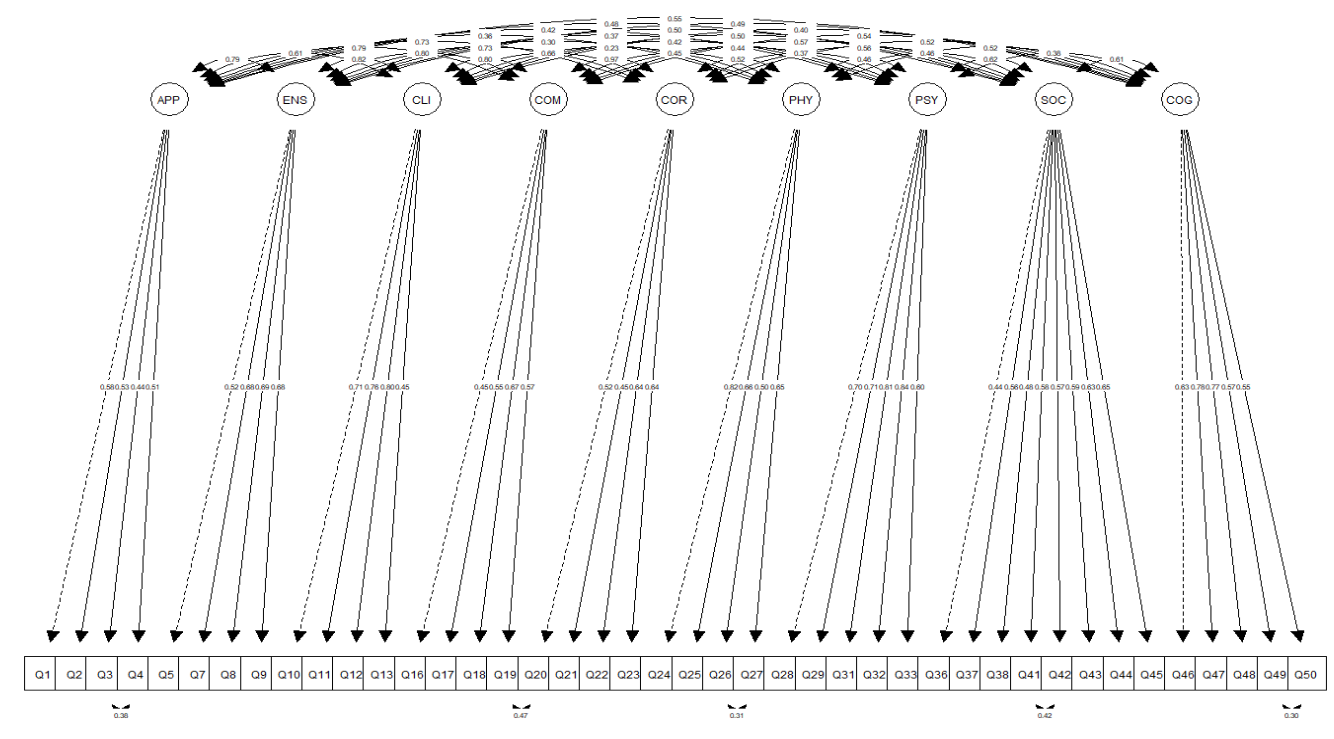 0.55
0.48 0.49
0.42 0.50 0.40
0.36 0.37 0.50 0.54
0.73 0.30 0.42 0.57 0.52
0.79 0.73 0.23 0.44 0.56 0.52
0.61 0.80 0.66 0.45 0.37 0.46 0.38
0.79 0.82 0.80 0.97 0.52 0.46 0.62 0.61
APP ENS CLI COM COR PHY PSY SOC COG
0.58 0.53 0.44 0.51 0.52 0.68 0.69 0.68 0.71 0.76 0.80 0.45 0.45 0.55 0.67 0.57 0.52 0.45 0.64 0.64 0.82 0.66 0.50 0.65 0.70 0.71 0.81 0.84 0.60 0.44 0.56 0.48 0.58 0.57 0.59 0.63 0.65 0.63 0.78 0.77 0.57 0.55
Q1 Q2 Q3 Q4 Q5 Q7 Q8 Q9 Q10 Q11 Q12 Q13 Q16 Q17 Q18 Q19 Q20 Q21 Q22 Q23 Q24 Q25 Q26 Q27 Q28 Q29 Q31 Q32 Q33 Q36 Q37 Q38 Q41 Q42 Q43 Q44 Q45 Q46 Q47 Q48 Q49 Q50
0.38 0.47 0.31 0.42 0.30